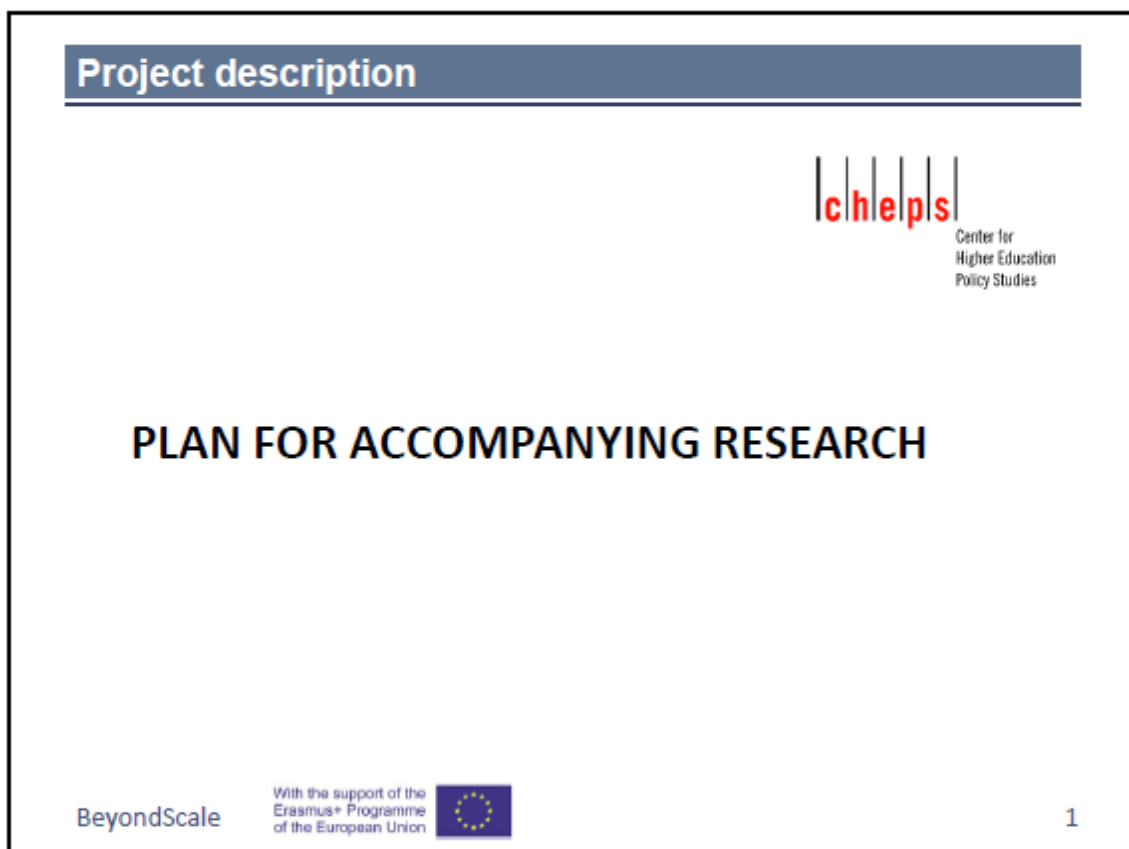 Project description
cheps
Center for
Higher Education
Policy Studies
PLAN FOR ACCOMPANYING RESEARCH
BeyondScale
With the support of the
Erasmus+ Programme
of the European Union
1